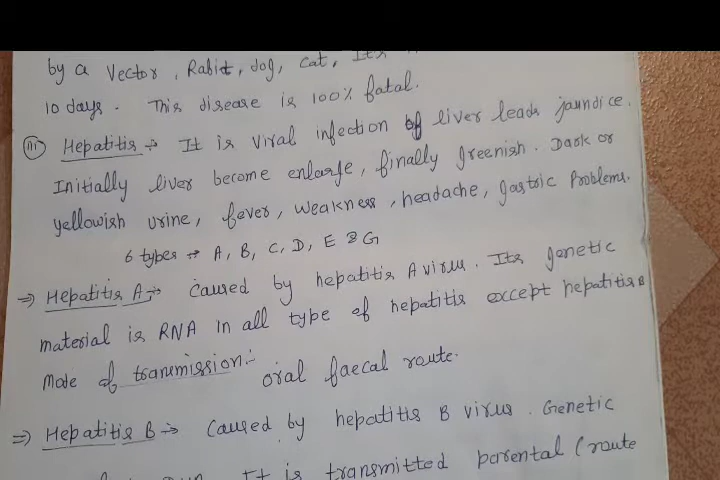 by a Vector, Rabit, dog, cat, Its
10 days. This disease is 100% fatal.
(iii) Hepatitis → It is viral infection of liver leads jaundice.
Initially liver become enlarge, finally greenish. Dark or
yellowish urine, fever, weakness, headache, gastric problems.
6 types → A, B, C, D, E & G
⇒ Hepatitis A → Caused by hepatitis A virus. Its genetic
material is RNA in all type of hepatitis except hepatitis B
Mode of transmission:- oral faecal route.
⇒ Hepatitis B → Caused by hepatitis B virus. Genetic
It is transmitted parental (route